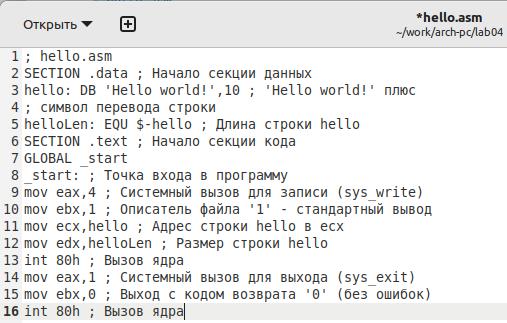 Открыть
*hello.asm
~/work/arch-pc/lab04
1 ; hello.asm
2 SECTION .data ; Начало секции данных
3 hello: DB 'Hello world!',10 ; 'Hello world!' плюс
4 ; символ перевода строки
5 helloLen: EQU $-hello ; Длина строки hello
6 SECTION .text ; Начало секции кода
7 GLOBAL _start
8 _start: ; Точка входа в программу
9 mov eax,4 ; Системный вызов для записи (sys_write)
10 mov ebx,1 ; Описатель файла '1' - стандартный вывод
11 mov ecx,hello ; Адрес строки hello в ecx
12 mov edx,helloLen ; Размер строки hello
13 int 80h ; Вызов ядра
14 mov eax,1 ; Системный вызов для выхода (sys_exit)
15 mov ebx,0 ; Выход с кодом возврата '0' (без ошибок)
16 int 80h ; Вызов ядра